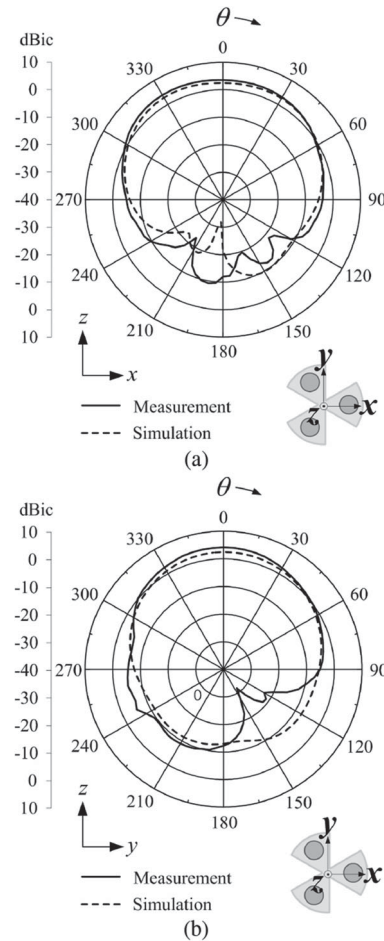 θ
dBic
0
10
330
30
0
-10
300
60
-20
-30
-40
270
90
-30
-20
240
120
-10
0
210
150
10
180
z
x
Measurement
Simulation
y
x
z
(a)
θ
dBic
0
10
330
30
0
-10
300
60
-20
-30
-40
270
90
-30
0
-20
240
120
-10
0
210
150
10
180
z
y
Measurement
Simulation
y
x
z
(b)